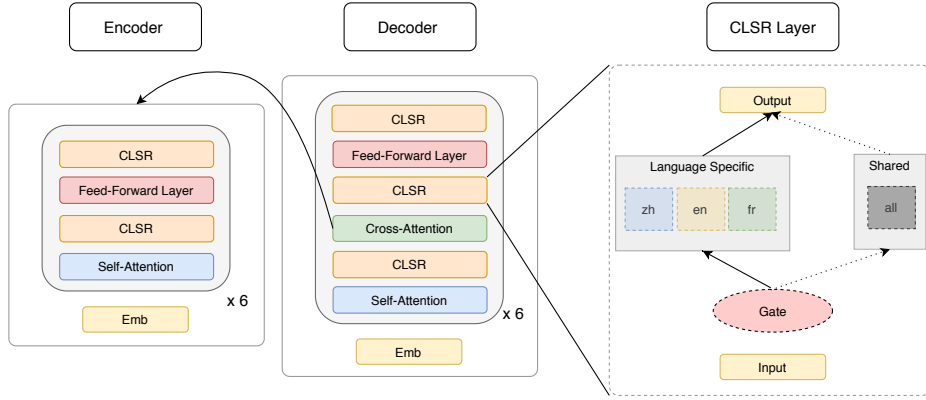 Encoder
CLSR
Feed-Forward Layer
CLSR
Self-Attention
x 6
Emb
Decoder
CLSR
Feed-Forward Layer
CLSR
Cross-Attention
CLSR
Self-Attention
x 6
Emb
CLSR Layer
Output
Language Specific
zh
en
fr
Shared
all
Gate
Input